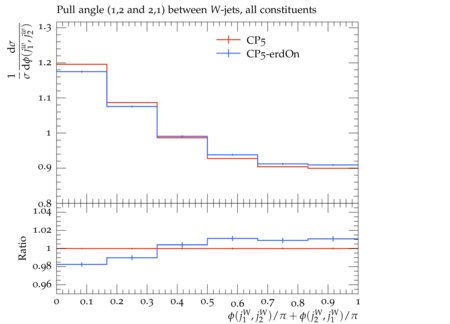 Pull angle (1,2 and 2,1) between W-jets, all constituents
1/σ dσ/dϕ(j₁ᵂ, j₂ᵂ)
CP5
CP5-erdOn
1.3
1.2
1.1
1
0.9
0.8
1.04
1.02
1.0
0.98
0.96
Ratio
0 0.1 0.2 0.3 0.4 0.5 0.6 0.7 0.8 0.9 1
ϕ(j₁ᵂ, j₂ᵂ)/π + ϕ(j₂ᵂ, j₁ᵂ)/π